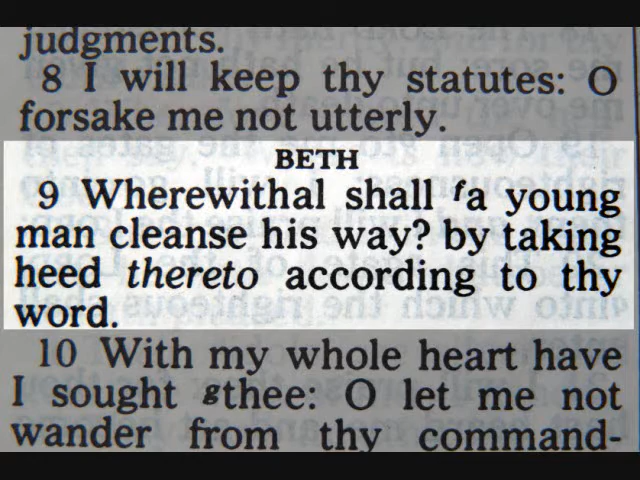 judgments.
8 I will keep thy statutes: O
forsake me not utterly.
BETH
9 Wherewithal shall fa young
man cleanse his way? by taking
heed thereto according to thy
word.
10 With my whole heart have
I sought gthee: O let me not
wander from thy command-